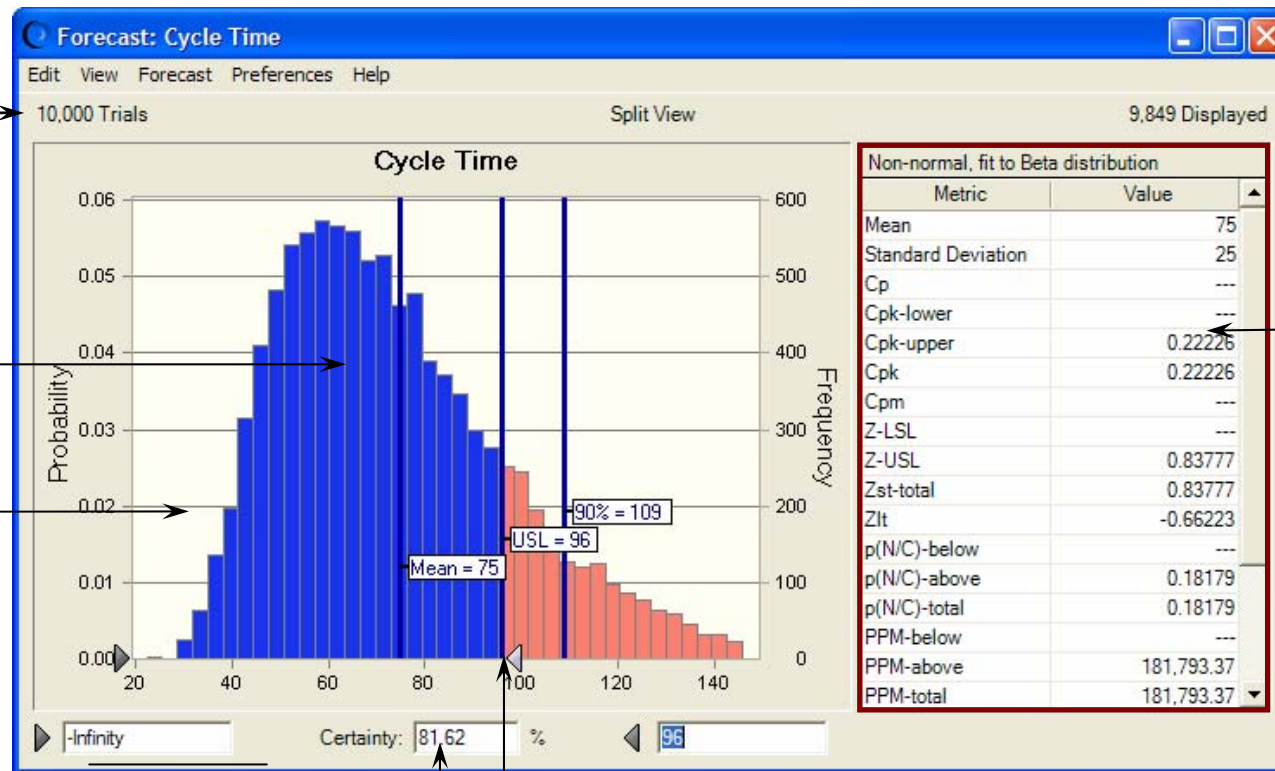 Forecast: Cycle Time
Edit View Forecast Preferences Help
10,000 Trials Split View 9,849 Displayed
Cycle Time
0.06
0.05
0.04
0.03
0.02
0.01
0.00
Probability
600
500
400
300
200
100
0
Frequency
90% = 109
USL = 96
Mean = 75
20 40 60 80 100 120 140
Non-normal, fit to Beta distribution
Metric Value
Mean 75
Standard Deviation 25
Cp ---
Cpk-lower ---
Cpk-upper 0.22226
Cpk 0.22226
Cpm ---
Z-LSL ---
Z-USL 0.83777
Zst-total 0.83777
Zlt -0.66223
p(N/C)-below ---
p(N/C)-above 0.18179
p(N/C)-total 0.18179
PPM-below ---
PPM-above 181,793.37
PPM-total 181,793.37
-Infinity Certainty: 81.62 % 96